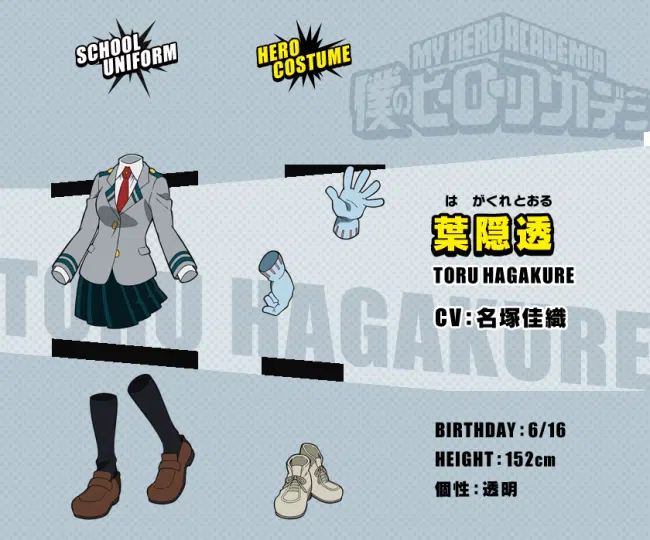 SCHOOL
UNIFORM
HERO
COSTUME
MY HERO ACADEMIA
僕のヒーローアカデミ
は がくれとおる
葉隠透
TORU HAGAKURE
CV：名塚佳織
TORU HAGAKURE
BIRTHDAY：6/16
HEIGHT：152cm
個性：透明